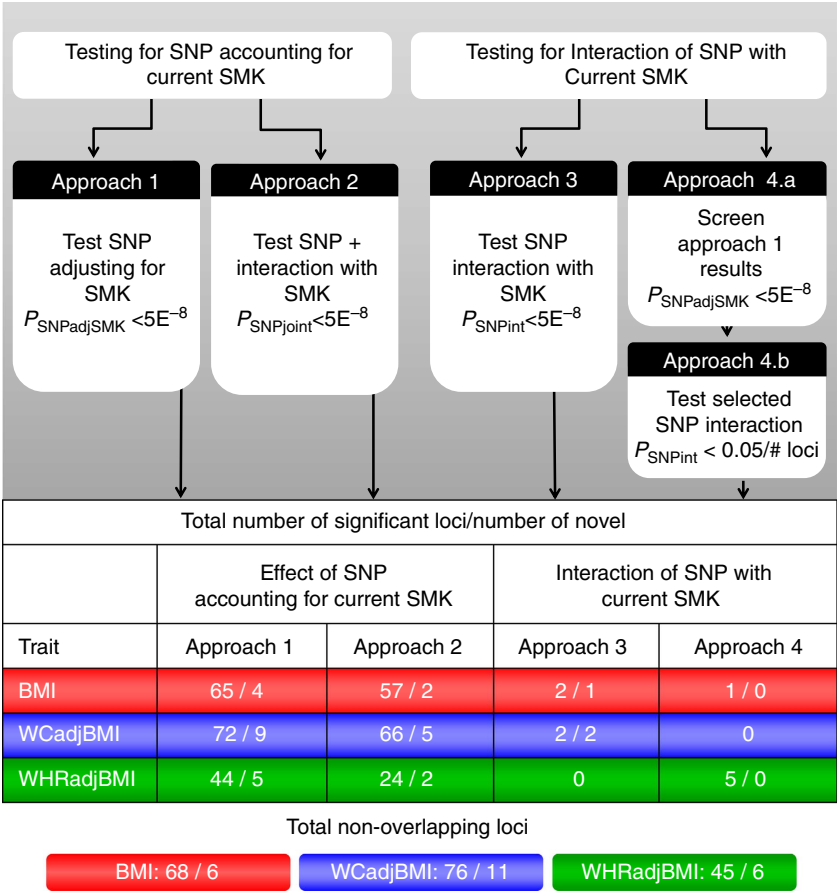 Testing for SNP accounting for
current SMK
Testing for Interaction of SNP with
Current SMK
Approach 1
Test SNP
adjusting for
SMK
P_SNPadjSMK <5E⁻⁸
Approach 2
Test SNP +
interaction with
SMK
P_SNPjoint<5E⁻⁸
Approach 3
Test SNP
interaction with
SMK
P_SNPint<5E⁻⁸
Approach 4.a
Screen
approach 1
results
P_SNPadjSMK <5E⁻⁸
Approach 4.b
Test selected
SNP interaction
P_SNPint < 0.05/# loci
Total number of significant loci/number of novel
Effect of SNP
accounting for current SMK
Interaction of SNP with
current SMK
Trait Approach 1 Approach 2 Approach 3 Approach 4
BMI 65 / 4 57 / 2 2 / 1 1 / 0
WCadjBMI 72 / 9 66 / 5 2 / 2 0
WHRadjBMI 44 / 5 24 / 2 0 5 / 0
Total non-overlapping loci
BMI: 68 / 6 WCadjBMI: 76 / 11 WHRadjBMI: 45 / 6